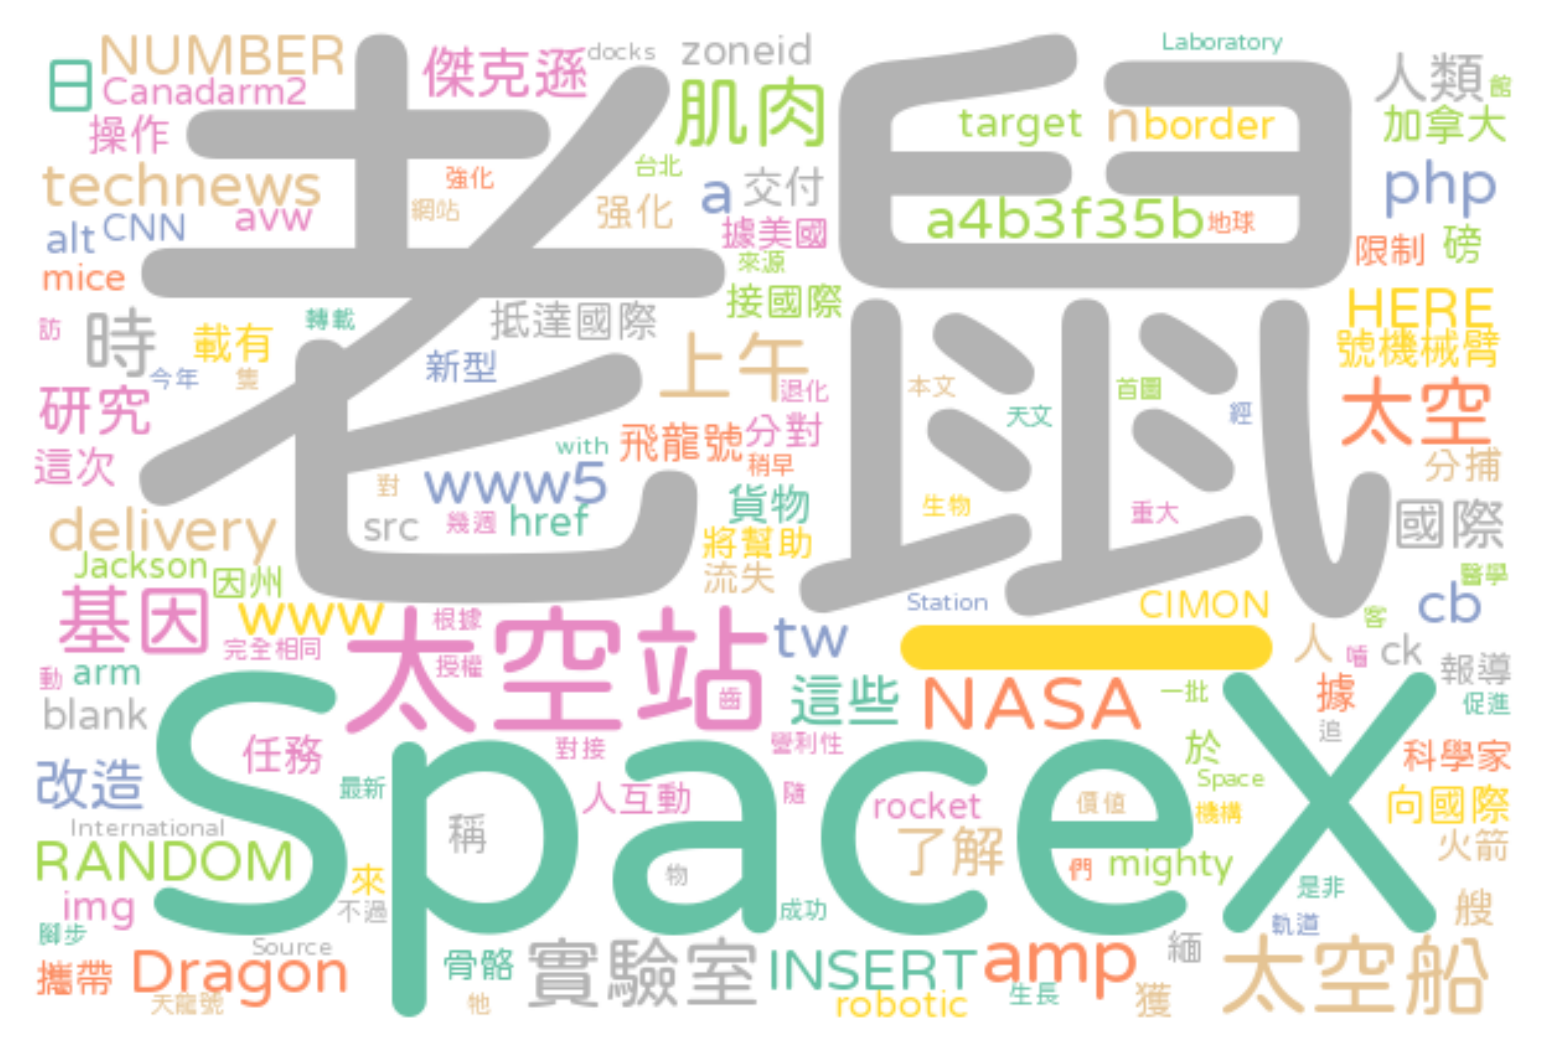 老鼠
SpaceX
太空站
一
日
NUMBER
Canadarm2
傑克遜
docks
zoneid
Laboratory
人類
館
操作
肌肉
target
n
border
加拿大
technews
強化
台北
强化
a
交付
php
alt
CNN
avw
網站
據美國
a4b3f35b
地球
限制
磅
mice
來源
訪
時
載有
轉載
抵達國際
接國際
HERE
號機械臂
今年
隻
新型
上午
退化
本文
天文
首圖
經
太空
研究
這次
with
飛龍號
分對
稍早
分捕
對
www5
貨物
生物
重大
國際
delivery
src
幾週
href
將幫助
Jackson
因州
流失
醫學
基因
www
根據
Station
CIMON
cb
客
完全相同
授權
tw
人
嚙
ck
報導
動
arm
齒
這些
NASA
一批
據
促進
blank
任務
對接
營利性
於
追
科學家
改造
最新
人互動
隨
Space
價值
機構
向國際
International
稱
rocket
了解
火箭
RANDOM
來
物
們
mighty
是非
img
不過
成功
軌道
艘
腳步
Source
攜帶
Dragon
骨骼
實驗室
INSERT
amp
緬
太空船
天龍號
牠
robotic
生長
獲